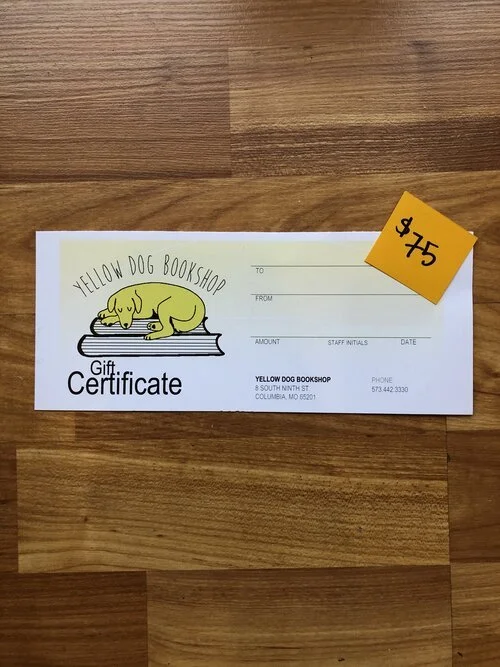 $75
YELLOW DOG BOOKSHOP
Gift
Certificate
TO
FROM
AMOUNT STAFF INITIALS DATE
YELLOW DOG BOOKSHOP
8 SOUTH NINTH ST
COLUMBIA, MO 65201
PHONE
573.442.3330